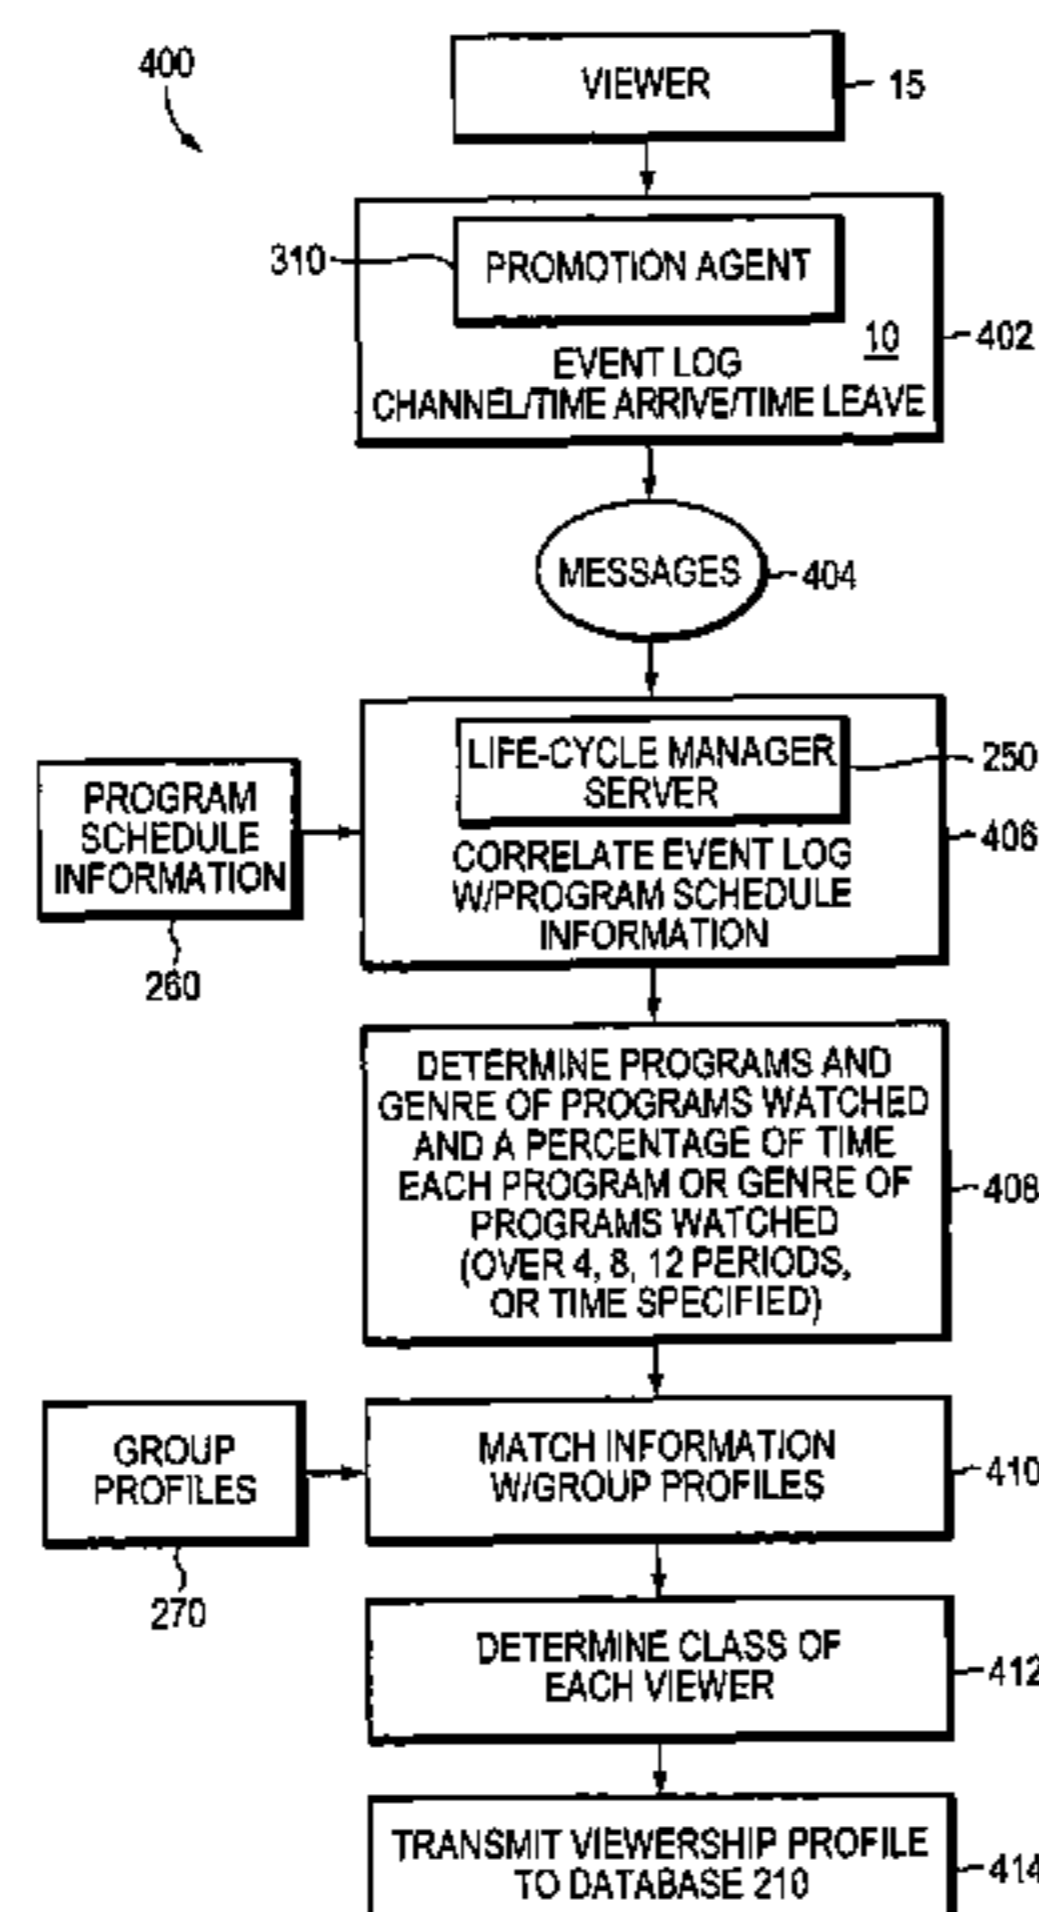 400
VIEWER
15
310
PROMOTION AGENT
10
402
EVENT LOG
CHANNEL/TIME ARRIVE/TIME LEAVE
MESSAGES
404
LIFE-CYCLE MANAGER
SERVER
250
PROGRAM
SCHEDULE
INFORMATION
260
CORRELATE EVENT LOG
W/PROGRAM SCHEDULE
INFORMATION
406
DETERMINE PROGRAMS AND
GENRE OF PROGRAMS WATCHED
AND A PERCENTAGE OF TIME
EACH PROGRAM OR GENRE OF
PROGRAMS WATCHED
(OVER 4, 8, 12 PERIODS,
OR TIME SPECIFIED)
408
GROUP
PROFILES
270
MATCH INFORMATION
W/GROUP PROFILES
410
DETERMINE CLASS OF
EACH VIEWER
412
TRANSMIT VIEWERSHIP PROFILE
TO DATABASE 210
414